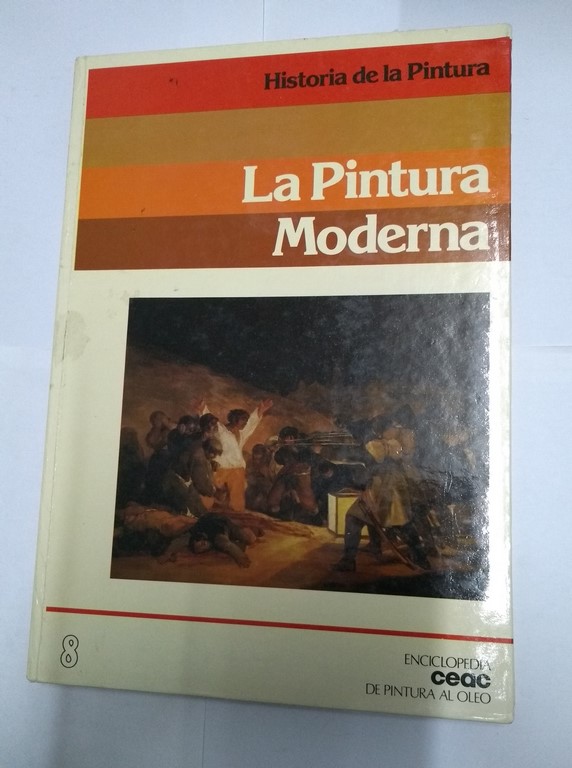 Historia de la Pintura
La Pintura
Moderna
8
ENCICLOPEDIA
ceac
DE PINTURA AL OLEO